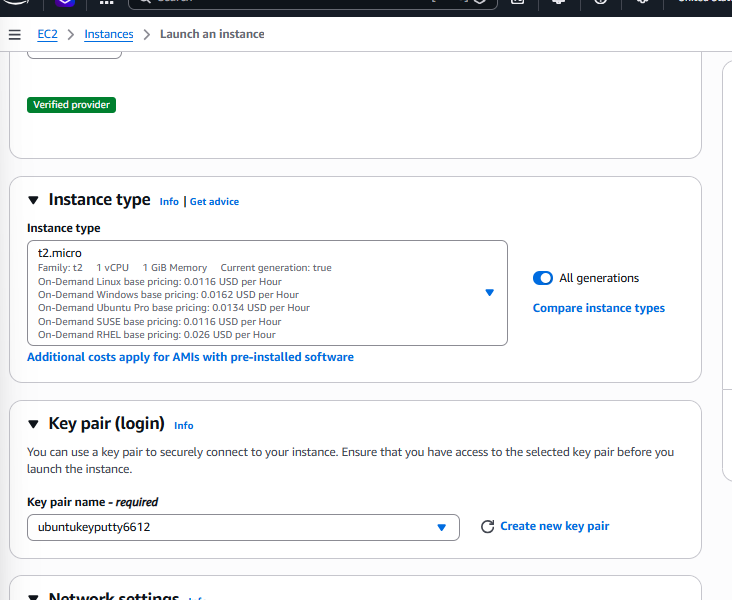 EC2 > Instances > Launch an instance
Verified provider
Instance type Info | Get advice
Instance type
t2.micro
Family: t2 1 vCPU 1 GiB Memory Current generation: true
On-Demand Linux base pricing: 0.0116 USD per Hour
On-Demand Windows base pricing: 0.0162 USD per Hour
On-Demand Ubuntu Pro base pricing: 0.0134 USD per Hour
On-Demand SUSE base pricing: 0.0116 USD per Hour
On-Demand RHEL base pricing: 0.026 USD per Hour
All generations
Compare instance types
Additional costs apply for AMIs with pre-installed software
Key pair (login) Info
You can use a key pair to securely connect to your instance. Ensure that you have access to the selected key pair before you
launch the instance.
Key pair name - required
ubuntukeyputty6612
Create new key pair
Network settings